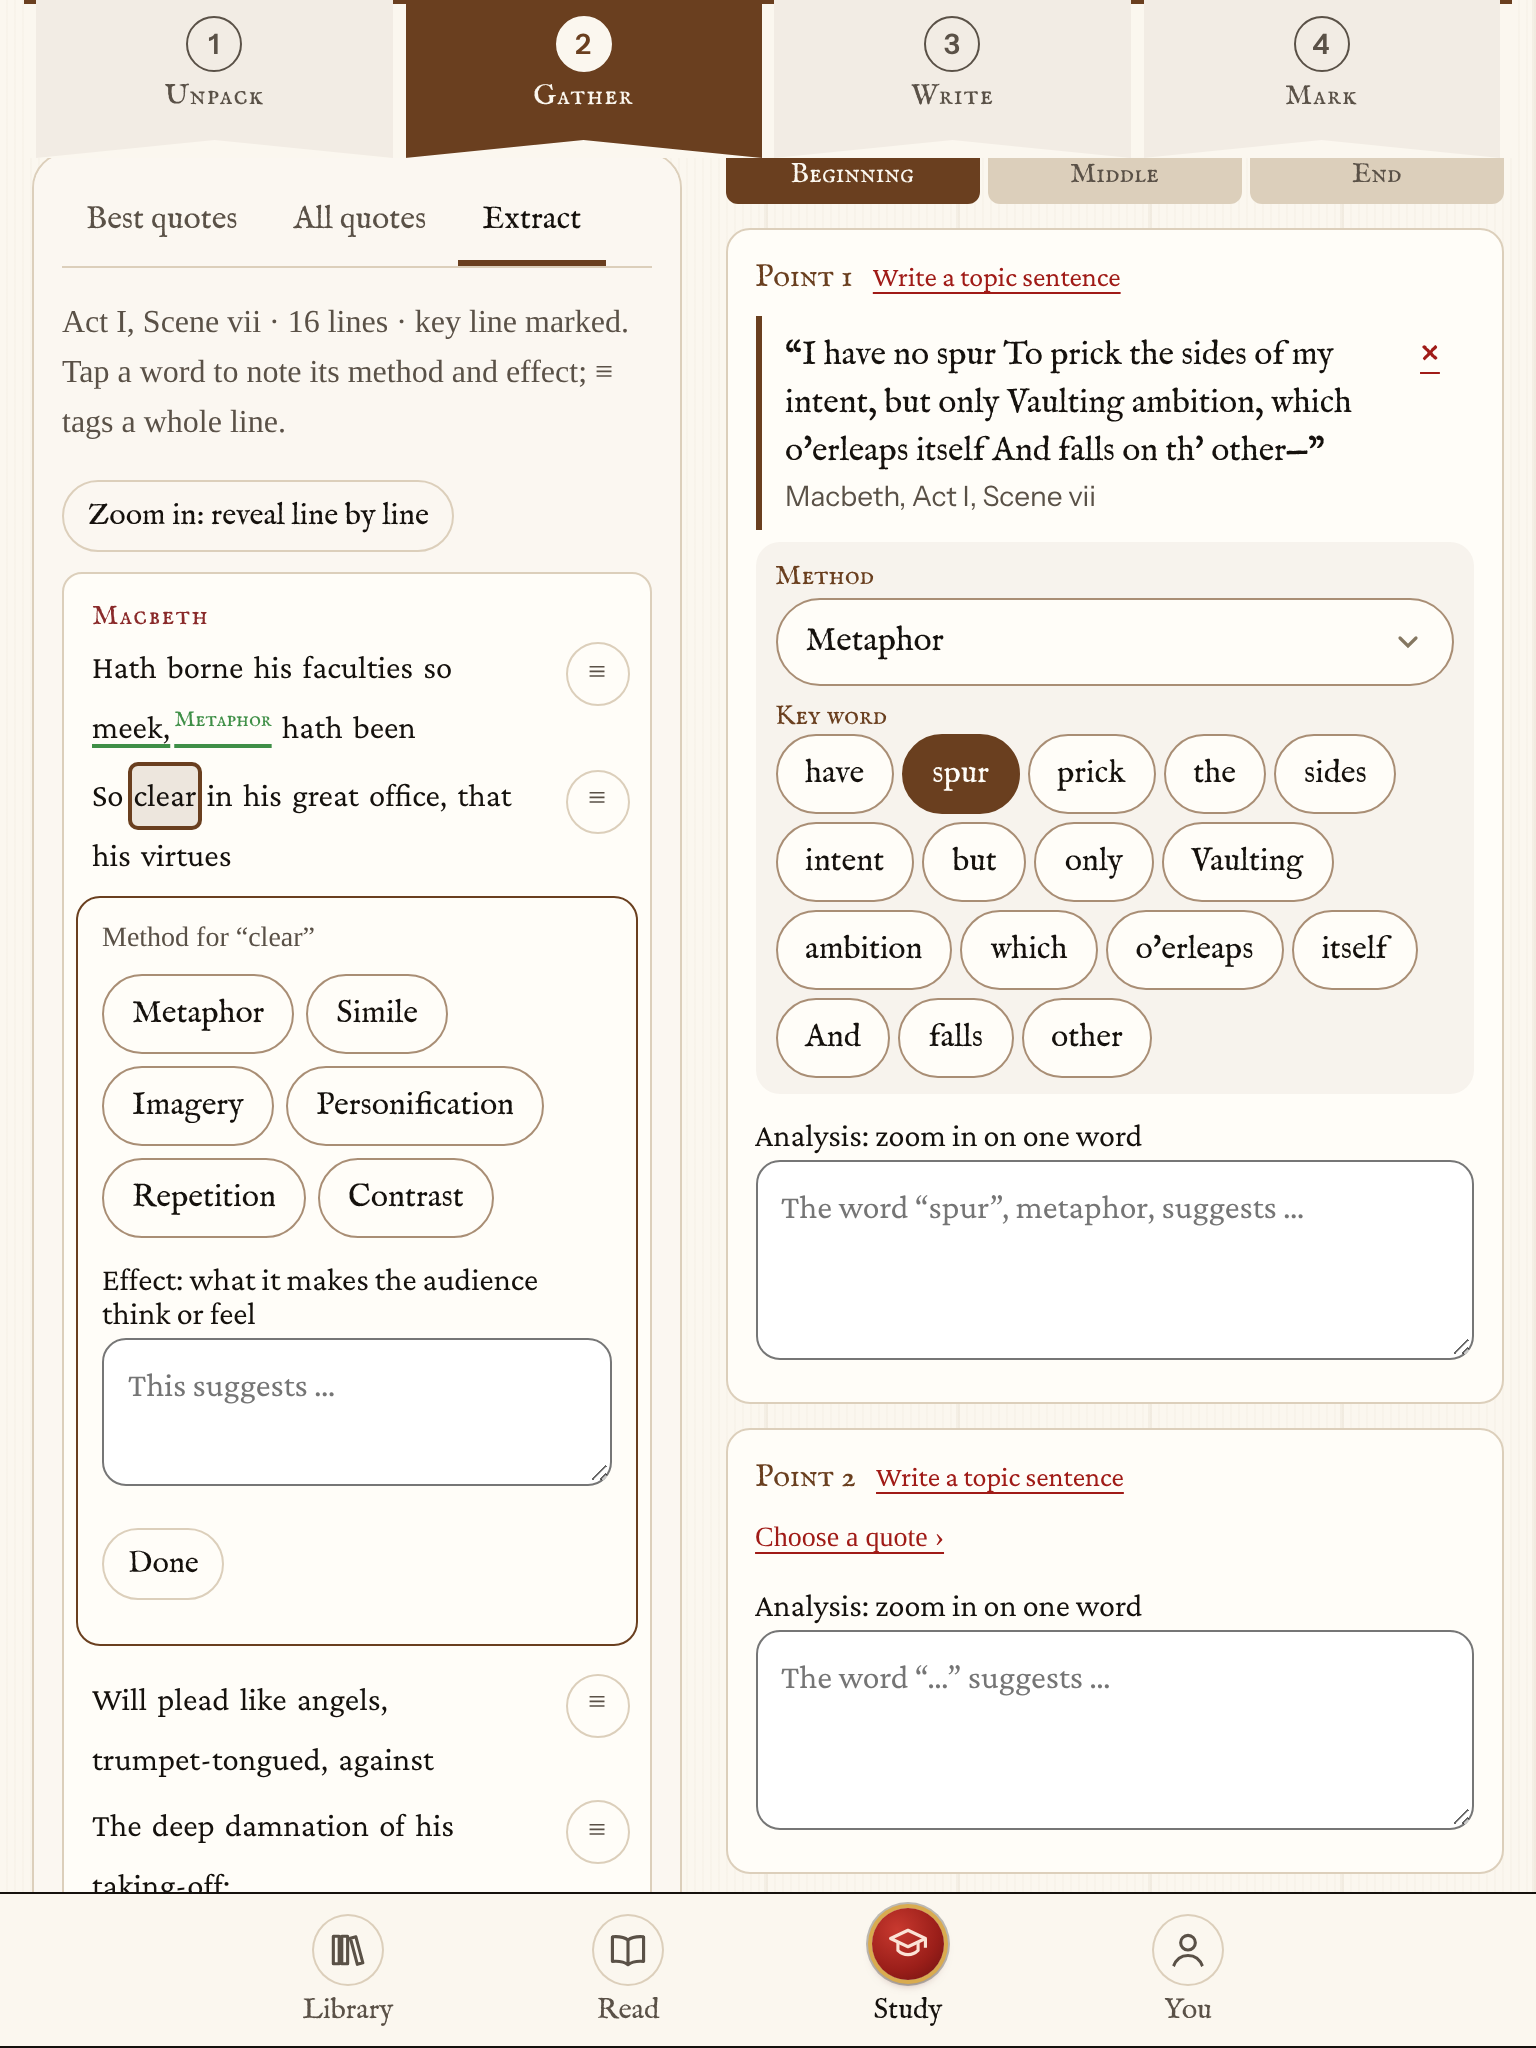 1
Unpack
2
Gather
3
Write
4
Mark
Best quotes
All quotes
Extract
Act I, Scene vii · 16 lines · key line marked.
Tap a word to note its method and effect; ≡
tags a whole line.
Zoom in: reveal line by line
Macbeth
Hath borne his faculties so
meek, Metaphor hath been
So clear in his great office, that
his virtues
Method for “clear”
Metaphor
Simile
Imagery
Personification
Repetition
Contrast
Effect: what it makes the audience
think or feel
This suggests ...
Done
Will plead like angels,
trumpet-tongued, against
The deep damnation of his
taking-off:
Beginning
Middle
End
Point 1 Write a topic sentence
“I have no spur To prick the sides of my
intent, but only Vaulting ambition, which
o’erleaps itself And falls on th’ other—”
×
Macbeth, Act I, Scene vii
Method
Metaphor
Key word
have
spur
prick
the
sides
intent
but
only
Vaulting
ambition
which
o’erleaps
itself
And
falls
other
Analysis: zoom in on one word
The word “spur”, metaphor, suggests ...
Point 2 Write a topic sentence
Choose a quote ›
Analysis: zoom in on one word
The word “...” suggests ...
Library
Read
Study
You